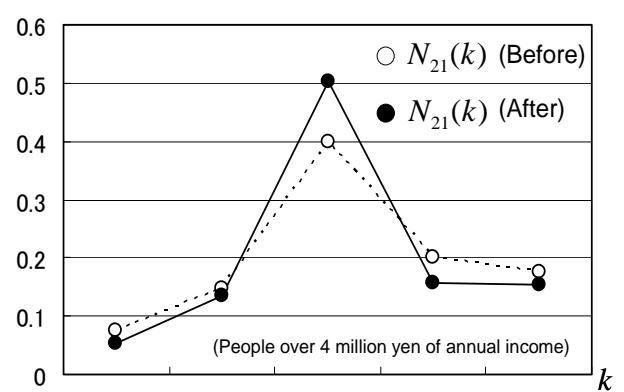 0.6
0.5
0.4
0.3
0.2
0.1
0
○ N₂₁(k) (Before)
● N₂₁(k) (After)
(People over 4 million yen of annual income)
k